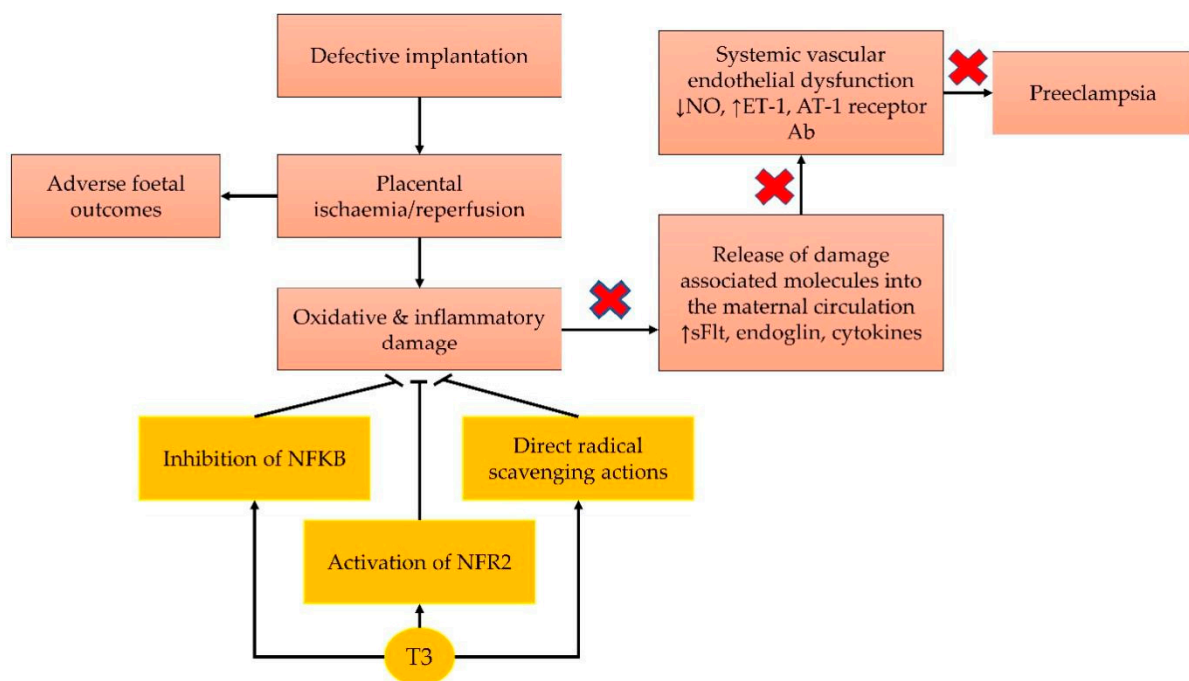 Defective implantation
Systemic vascular
endothelial dysfunction
↓NO, ↑ET-1, AT-1 receptor
Ab
Preeclampsia
Adverse foetal
outcomes
Placental
ischaemia/reperfusion
Release of damage
associated molecules into
the maternal circulation
↑sFlt, endoglin, cytokines
Oxidative & inflammatory
damage
Inhibition of NFKB
Direct radical
scavenging actions
Activation of NFR2
T3